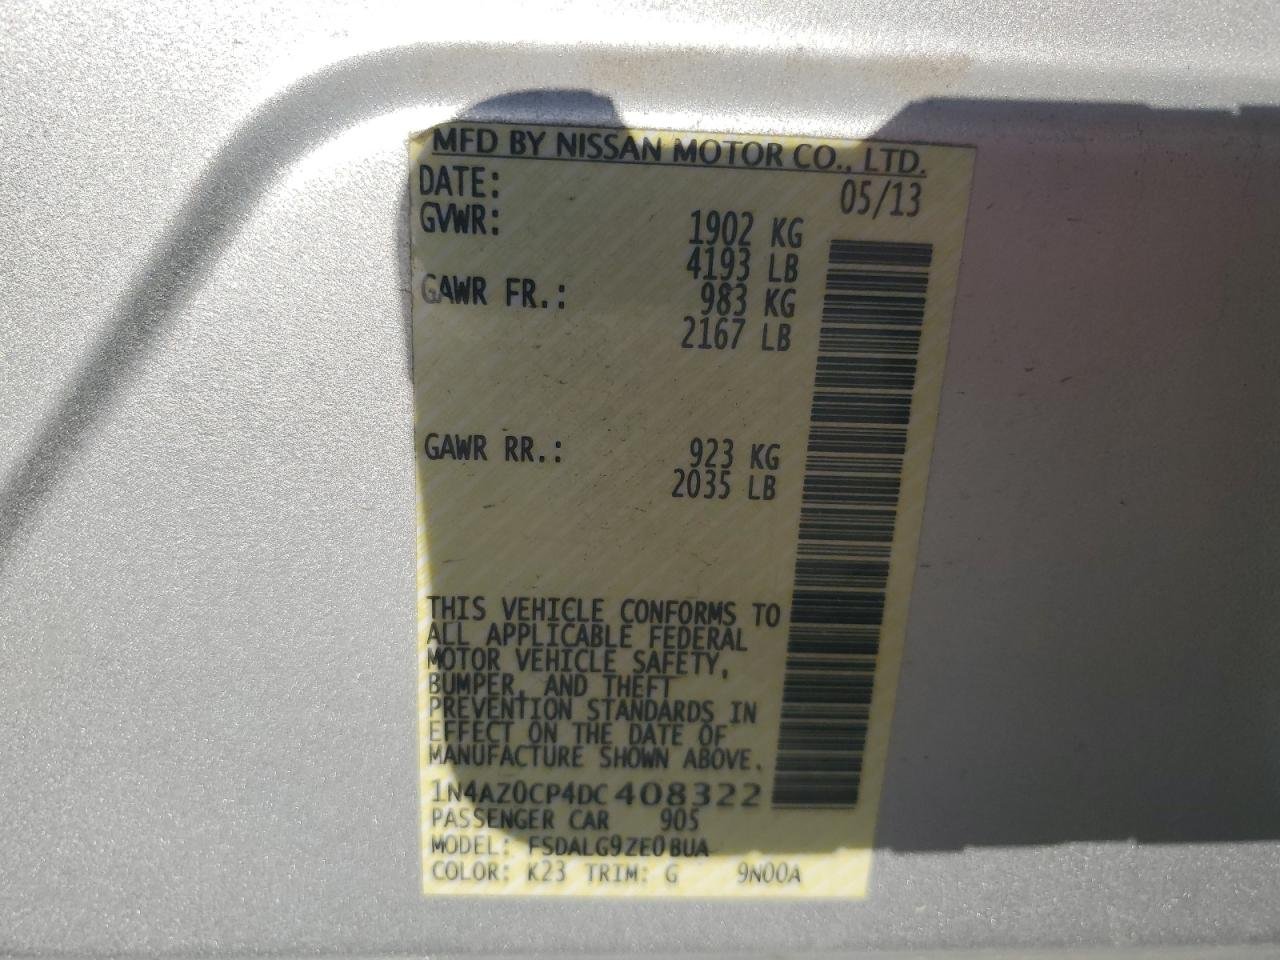 MFD BY NISSAN MOTOR CO., LTD.
DATE: 05/13
GVWR: 1902 KG
4193 LB
GAWR FR.: 983 KG
2167 LB
GAWR RR.: 923 KG
2035 LB
THIS VEHICLE CONFORMS TO
ALL APPLICABLE FEDERAL
MOTOR VEHICLE SAFETY,
BUMPER, AND THEFT
PREVENTION STANDARDS IN
EFFECT ON THE DATE OF
MANUFACTURE SHOWN ABOVE.
1N4AZ0CP4DC408322
PASSENGER CAR 905
MODEL: FSDALG9ZE0BUA
COLOR: K23 TRIM: G 9N00A